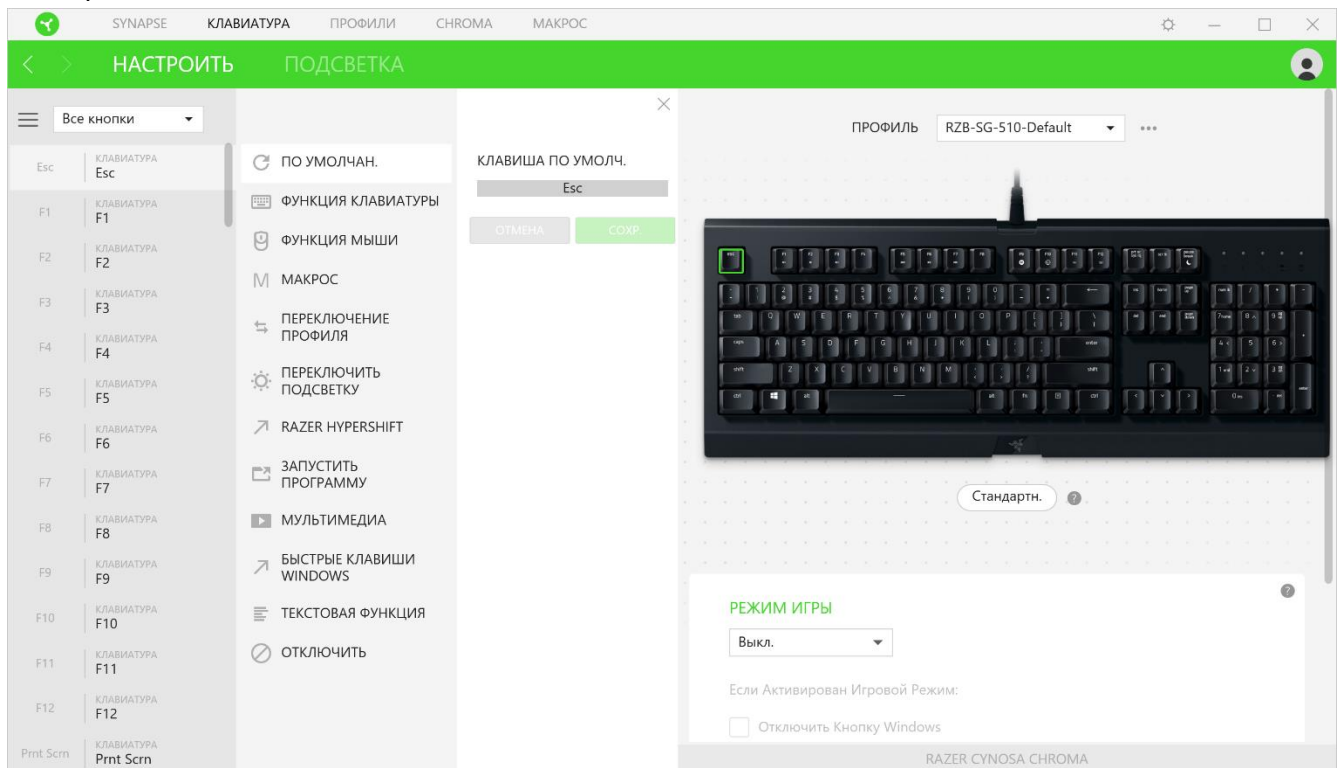 SYNAPSE КЛАВИАТУРА ПРОФИЛИ CHROMA МАКРОС
НАСТРОИТЬ ПОДСВЕТКА
Все кнопки
Esc КЛАВИАТУРА
Esc
F1 КЛАВИАТУРА
F1
F2 КЛАВИАТУРА
F2
F3 КЛАВИАТУРА
F3
F4 КЛАВИАТУРА
F4
F5 КЛАВИАТУРА
F5
F6 КЛАВИАТУРА
F6
F7 КЛАВИАТУРА
F7
F8 КЛАВИАТУРА
F8
F9 КЛАВИАТУРА
F9
F10 КЛАВИАТУРА
F10
F11 КЛАВИАТУРА
F11
F12 КЛАВИАТУРА
F12
Prnt Scrn КЛАВИАТУРА
Prnt Scrn
ПО УМОЛЧАН.
ФУНКЦИЯ КЛАВИАТУРЫ
ФУНКЦИЯ МЫШИ
МАКРОС
ПЕРЕКЛЮЧЕНИЕ
ПРОФИЛЯ
ПЕРЕКЛЮЧИТЬ
ПОДСВЕТКУ
RAZER HYPERSHIFT
ЗАПУСТИТЬ
ПРОГРАММУ
МУЛЬТИМЕДИА
БЫСТРЫЕ КЛАВИШИ
WINDOWS
ТЕКСТОВАЯ ФУНКЦИЯ
ОТКЛЮЧИТЬ
КЛАВИША ПО УМОЛЧ.
Esc
ОТМЕНА СОХР.
ПРОФИЛЬ RZB-SG-510-Default
Q W E R T Y U I O P
A S D F G H J K L
Z X C V B N M
Стандартн.
РЕЖИМ ИГРЫ
Выкл.
Если Активирован Игровой Режим:
Отключить Кнопку Windows
RAZER CYNOSA CHROMA